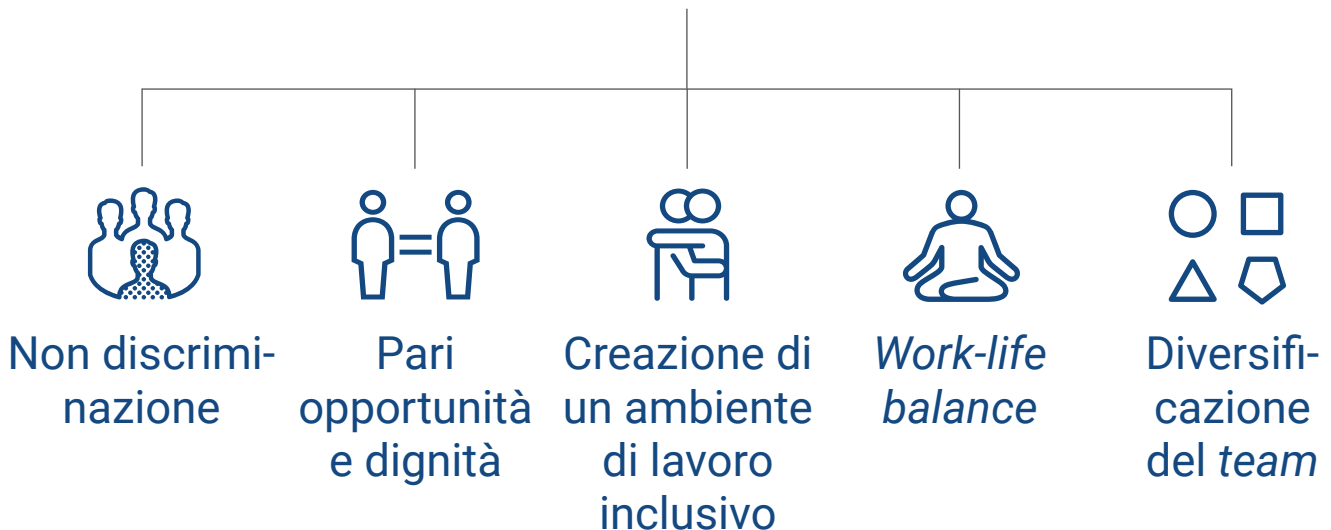 Non discrimi-
nazione
Pari
opportunità
e dignità
Creazione di
un ambiente
di lavoro
inclusivo
Work-life
balance
Diversifi-
cazione
del team